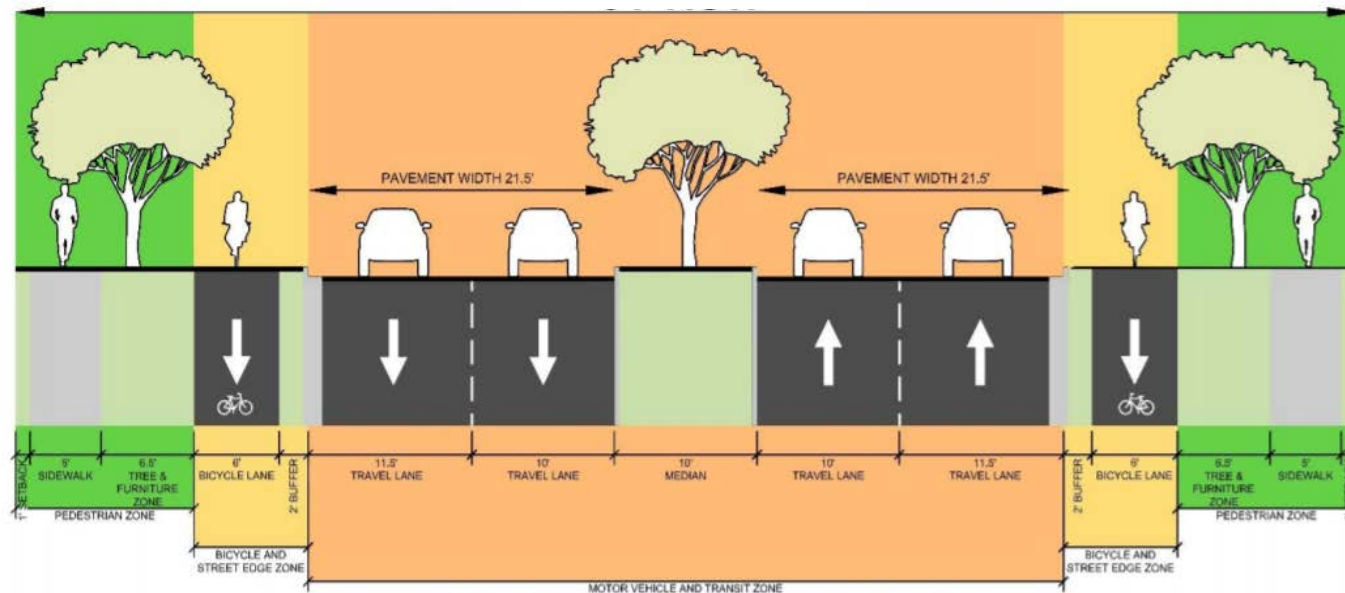 PAVEMENT WIDTH 21.5'
PAVEMENT WIDTH 21.5'
1' SETBACK
5'
SIDEWALK
6.5'
TREE &
FURNITURE
ZONE
6'
BICYCLE LANE
2' BUFFER
11.5'
TRAVEL LANE
10'
TRAVEL LANE
10'
MEDIAN
10'
TRAVEL LANE
11.5'
TRAVEL LANE
2' BUFFER
6'
BICYCLE LANE
6.5'
TREE &
FURNITURE
ZONE
5'
SIDEWALK
PEDESTRIAN ZONE
PEDESTRIAN ZONE
BICYCLE AND
STREET EDGE ZONE
BICYCLE AND
STREET EDGE ZONE
MOTOR VEHICLE AND TRANSIT ZONE